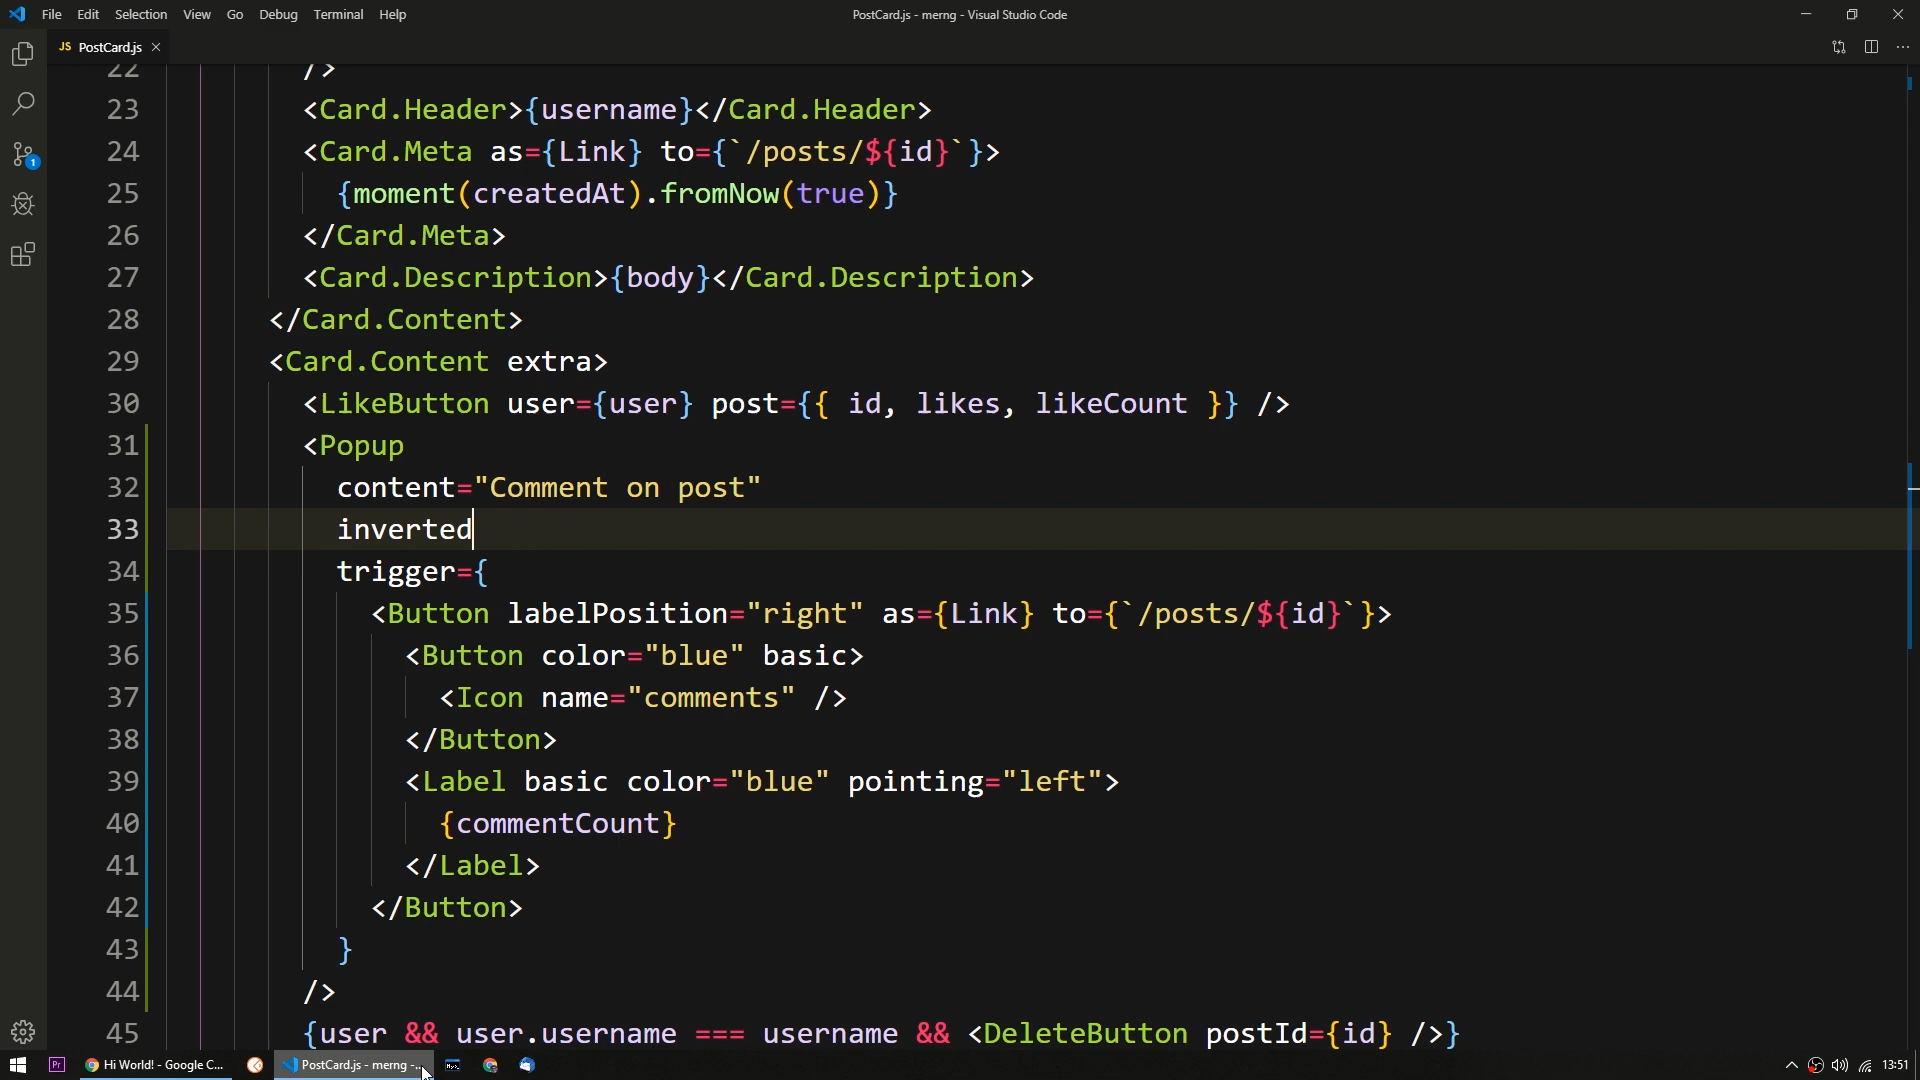 File Edit Selection View Go Debug Terminal Help PostCard.js - merng - Visual Studio Code
JS PostCard.js
22 />
23 <Card.Header>{username}</Card.Header>
24 <Card.Meta as={Link} to={`/posts/${id}`}>
25 {moment(createdAt).fromNow(true)}
26 </Card.Meta>
27 <Card.Description>{body}</Card.Description>
28 </Card.Content>
29 <Card.Content extra>
30 <LikeButton user={user} post={{ id, likes, likeCount }} />
31 <Popup
32 content="Comment on post"
33 inverted
34 trigger={
35 <Button labelPosition="right" as={Link} to={`/posts/${id}`}>
36 <Button color="blue" basic>
37 <Icon name="comments" />
38 </Button>
39 <Label basic color="blue" pointing="left">
40 {commentCount}
41 </Label>
42 </Button>
43 }
44 />
45 {user && user.username === username && <DeleteButton postId={id} />}
1
Pr Hi World! - Google C... PostCard.js - merng -... 13:51